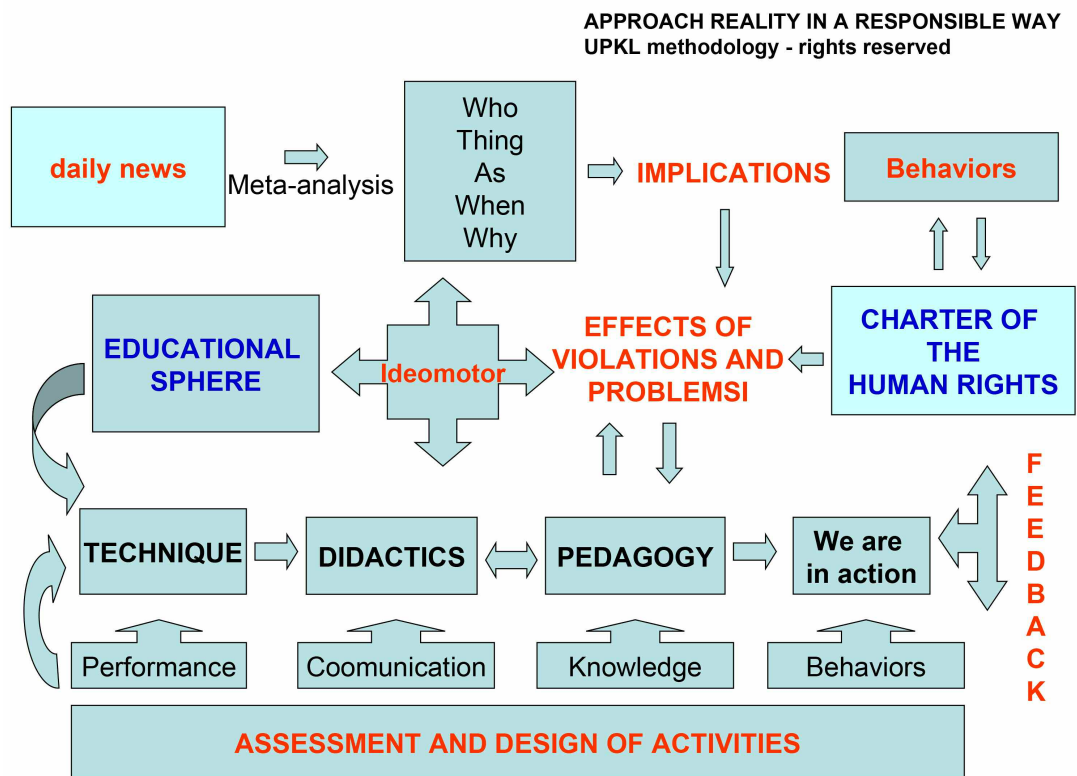 APPROACH REALITY IN A RESPONSIBLE WAY
UPKL methodology - rights reserved
daily news
Meta-analysis
Who
Thing
As
When
Why
IMPLICATIONS
Behaviors
EDUCATIONAL
SPHERE
Ideomotor
EFFECTS OF
VIOLATIONS AND
PROBLEMSI
CHARTER OF
THE
HUMAN RIGHTS
TECHNIQUE
DIDACTICS
PEDAGOGY
We are
in action
F
E
E
D
B
A
C
K
Performance
Coomunication
Knowledge
Behaviors
ASSESSMENT AND DESIGN OF ACTIVITIES